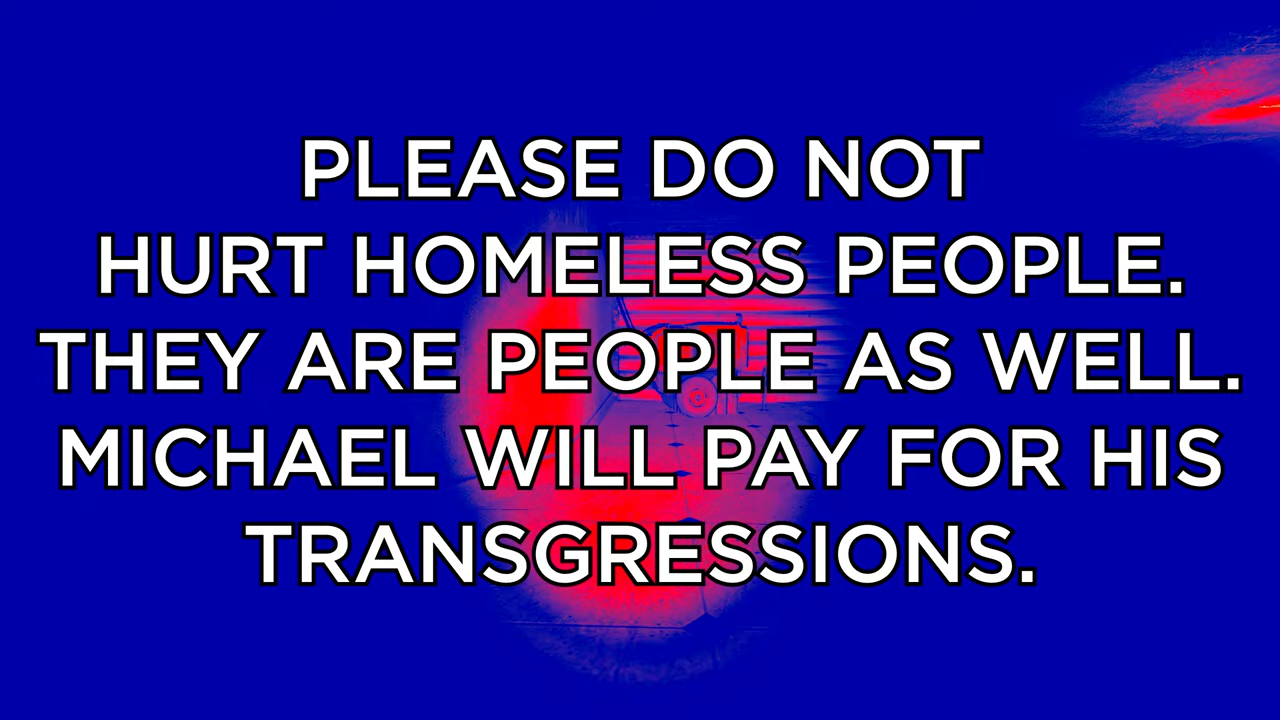 PLEASE DO NOT
HURT HOMELESS PEOPLE.
THEY ARE PEOPLE AS WELL.
MICHAEL WILL PAY FOR HIS
TRANSGRESSIONS.